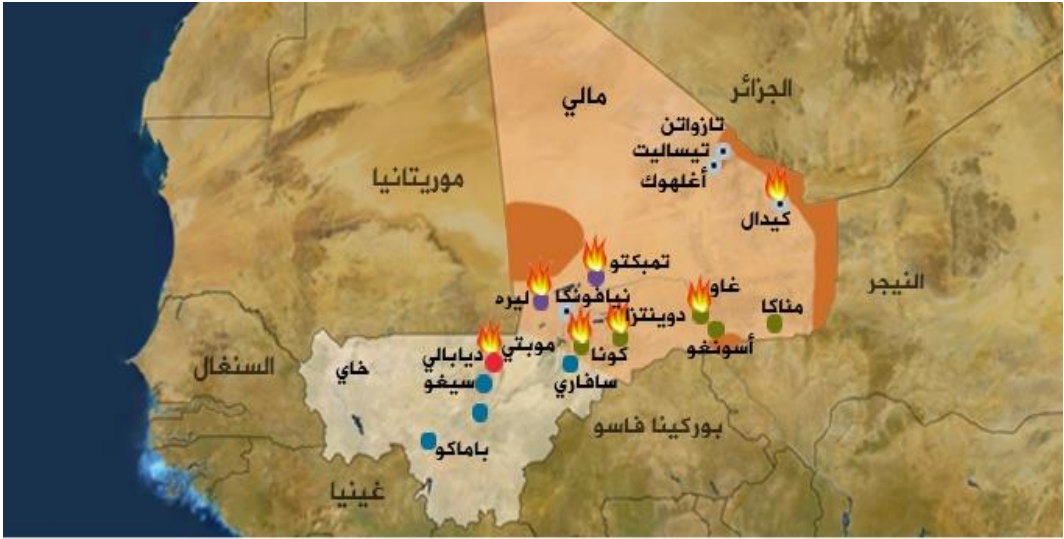 الجزائر
مالي
تازواتن
تيساليت
أغلهوك
موريتانيا
كيدال
تمبكتو
النيجر
غاو
نيافونكا
ليره
مناكا
دوينتزا
أسونغو
موبتي
كونا
ديابالي
السنغال
خاي
سافاري
سيغو
بوركينا فاسو
باماكو
غينيا